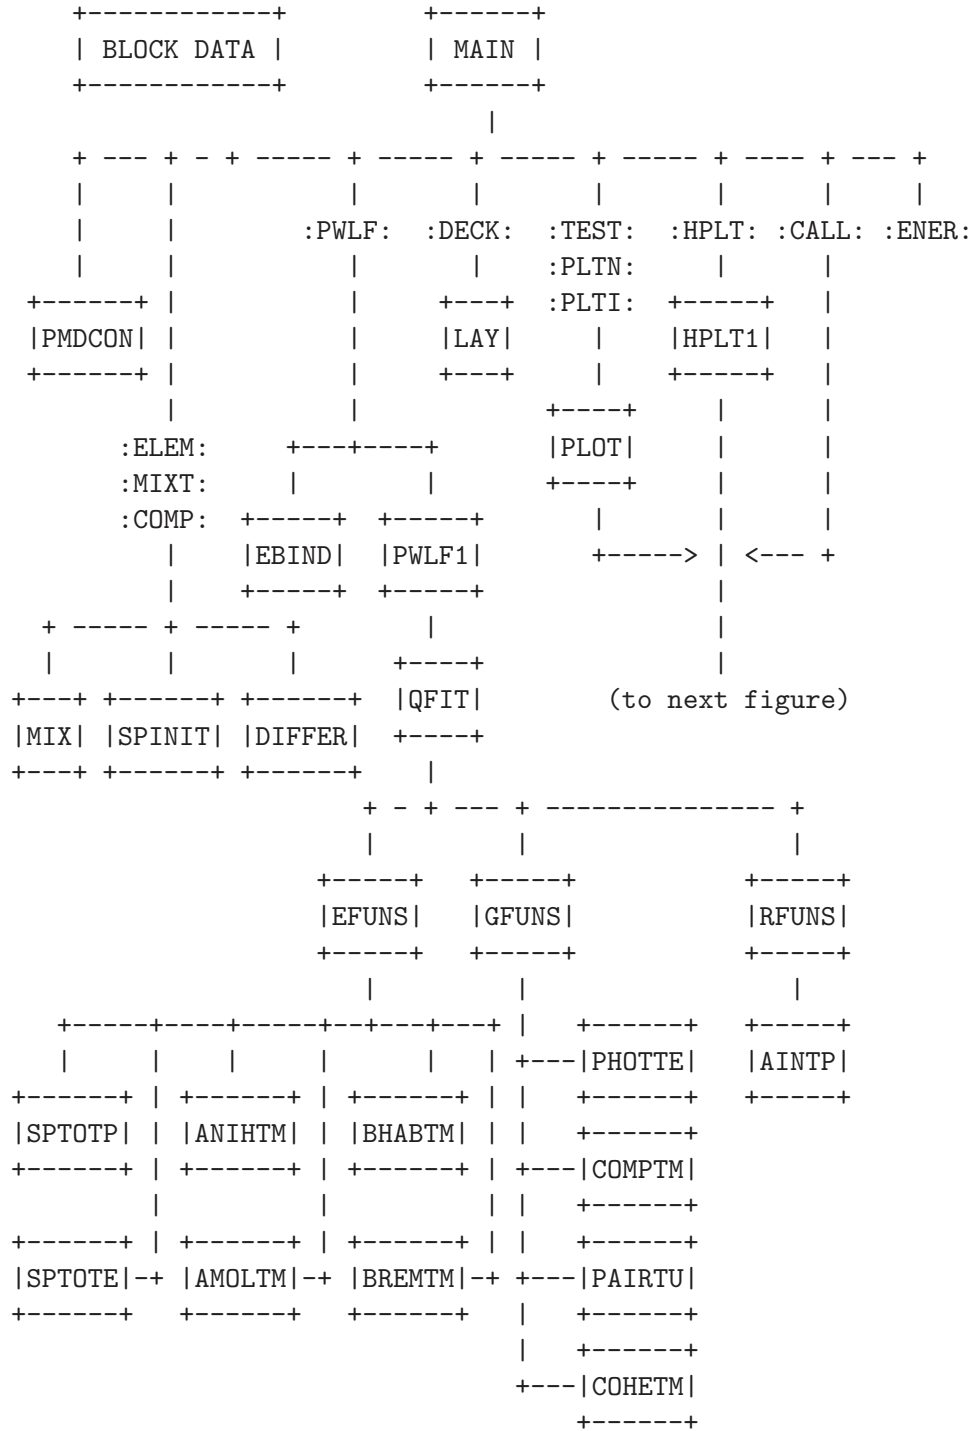 BLOCK DATA MAIN
:PWLF: :DECK: :TEST: :HPLT: :CALL: :ENER:
:PLTN:
:PLTI:
PMDCON LAY HPLT1
:ELEM: PLOT
:MIXT:
:COMP:
EBIND PWLF1
QFIT (to next figure)
MIX SPINIT DIFFER
EFUNS GFUNS RFUNS
PHOTTE AINTP
SPTOTP ANIHTM BHABTM
COMPTM
SPTOTE AMOLTM BREMTM PAIRTU
COHETM